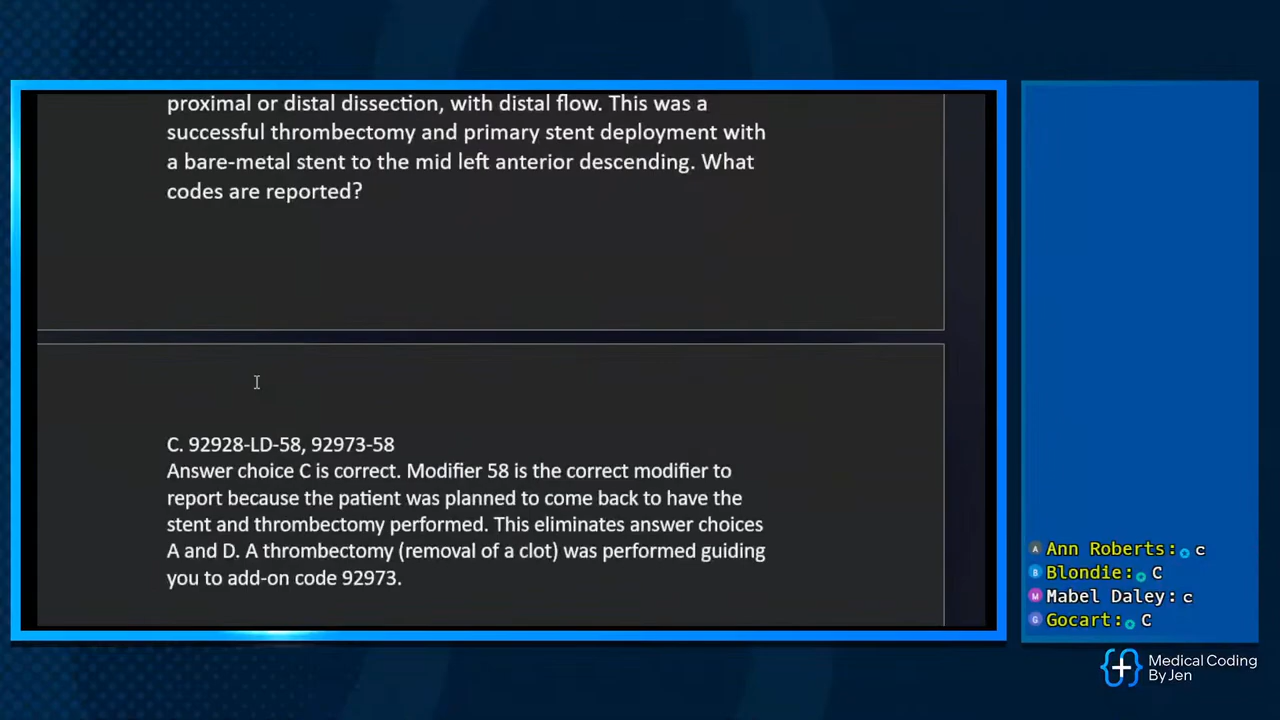 proximal or distal dissection, with distal flow. This was a
successful thrombectomy and primary stent deployment with
a bare-metal stent to the mid left anterior descending. What
codes are reported?
C. 92928-LD-58, 92973-58
Answer choice C is correct. Modifier 58 is the correct modifier to
report because the patient was planned to come back to have the
stent and thrombectomy performed. This eliminates answer choices
A and D. A thrombectomy (removal of a clot) was performed guiding
you to add-on code 92973.
A Ann Roberts: c
B Blondie: C
M Mabel Daley: c
G Gocart: C
Medical Coding
By Jen